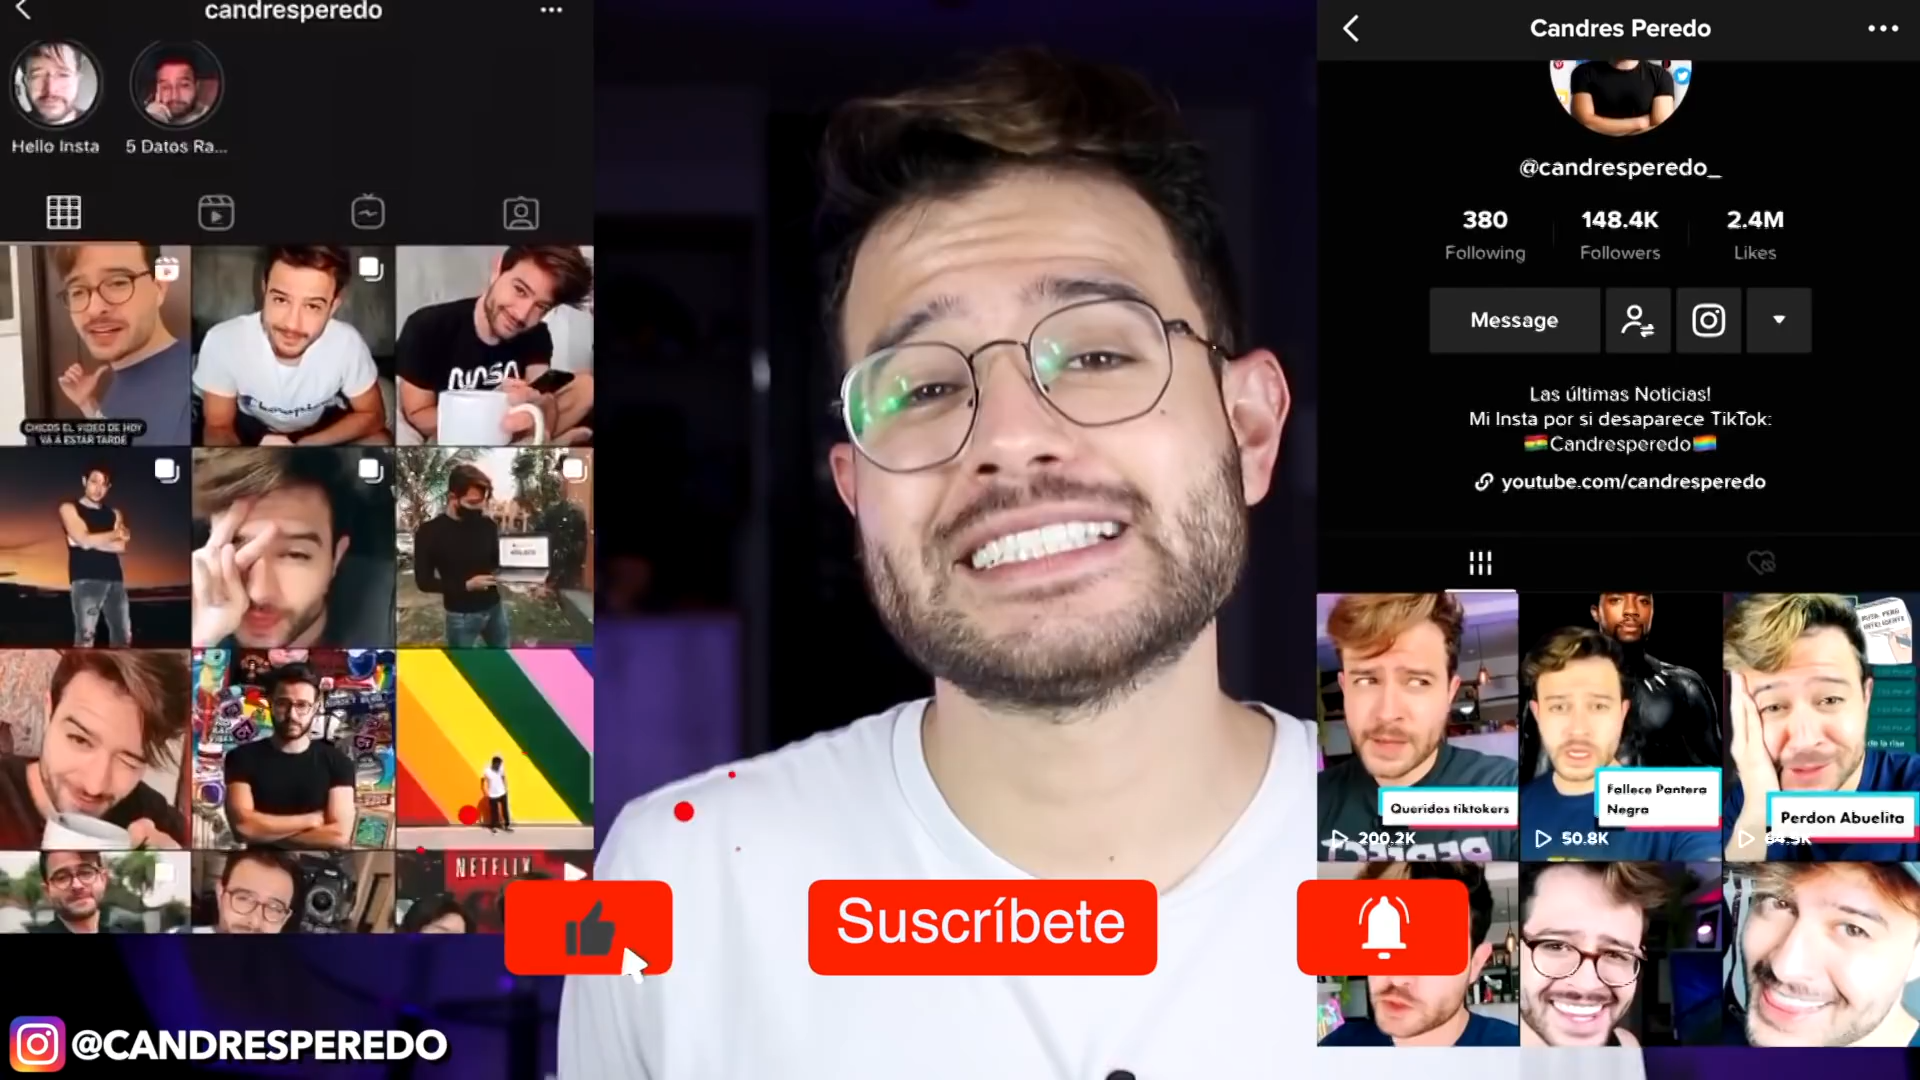 candresperedo
Hello Insta
5 Datos Ra...
CHICOS EL VIDEO DE HOY
VA A ESTAR TARDE
Champion
NASA
NETFLIX
@CANDRESPEREDO
Suscríbete
Candres Peredo
@candresperedo_
380
148.4K
2.4M
Following
Followers
Likes
Message
Las últimas Noticias!
Mi Insta por si desaparece TikTok:
Candresperedo
youtube.com/candresperedo
Queridos tiktokers
200.2K
Fallece Pantera
Negra
50.8K
Perdon Abuelita